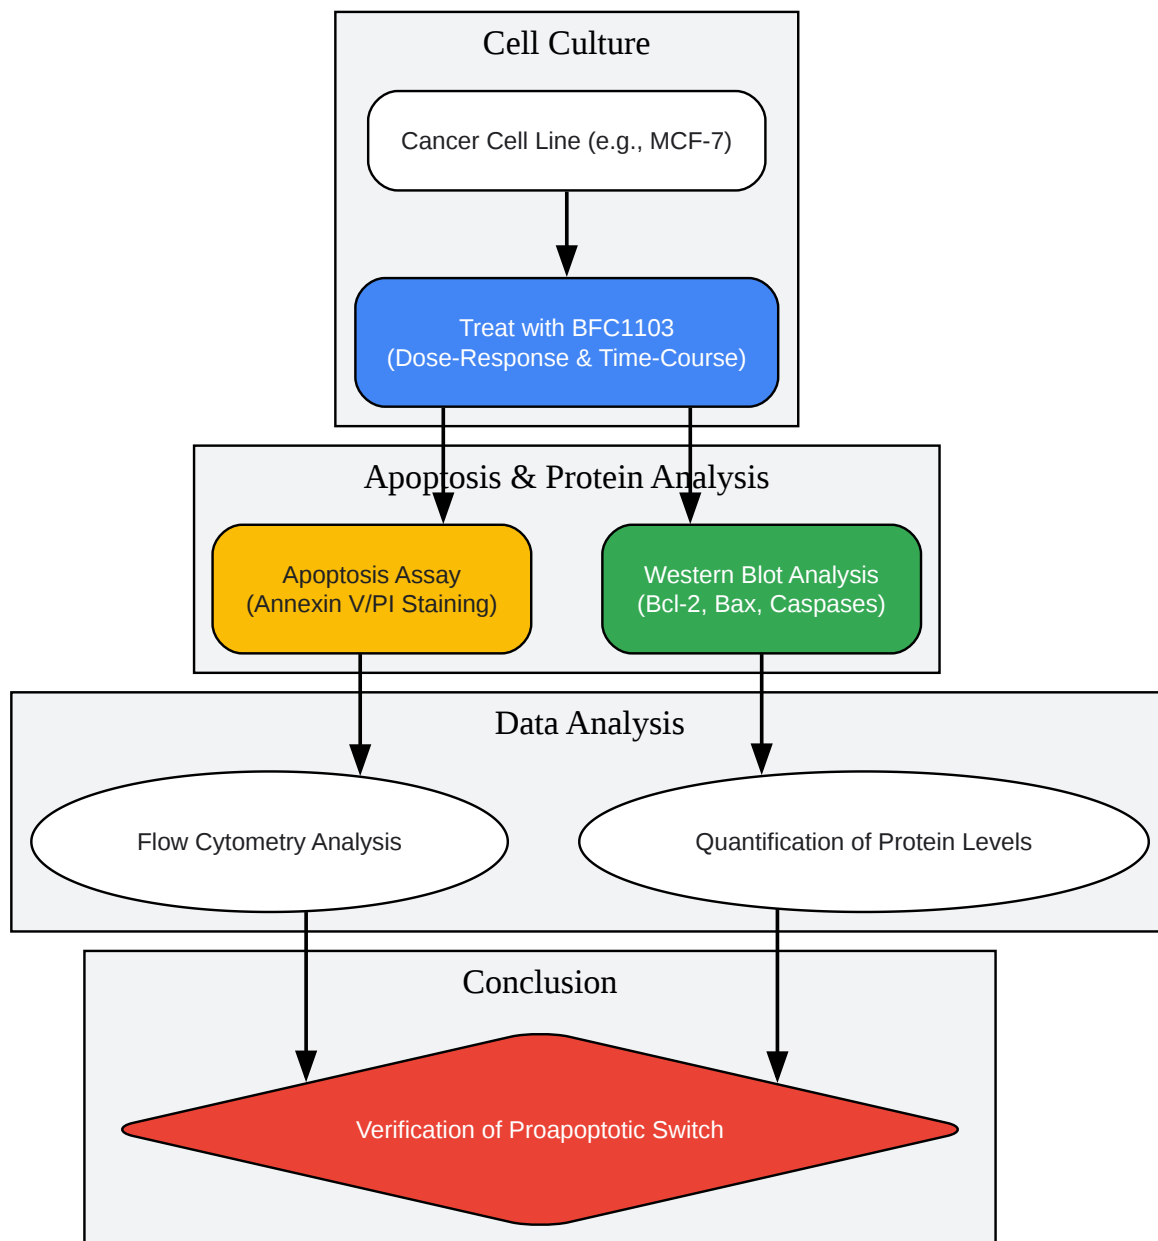 Cell Culture
Cancer Cell Line (e.g., MCF-7)
Treat with BFC1103
(Dose-Response & Time-Course)
Apoptosis & Protein Analysis
Apoptosis Assay
(Annexin V/PI Staining)
Western Blot Analysis
(Bcl-2, Bax, Caspases)
Data Analysis
Flow Cytometry Analysis
Quantification of Protein Levels
Conclusion
Verification of Proapoptotic Switch